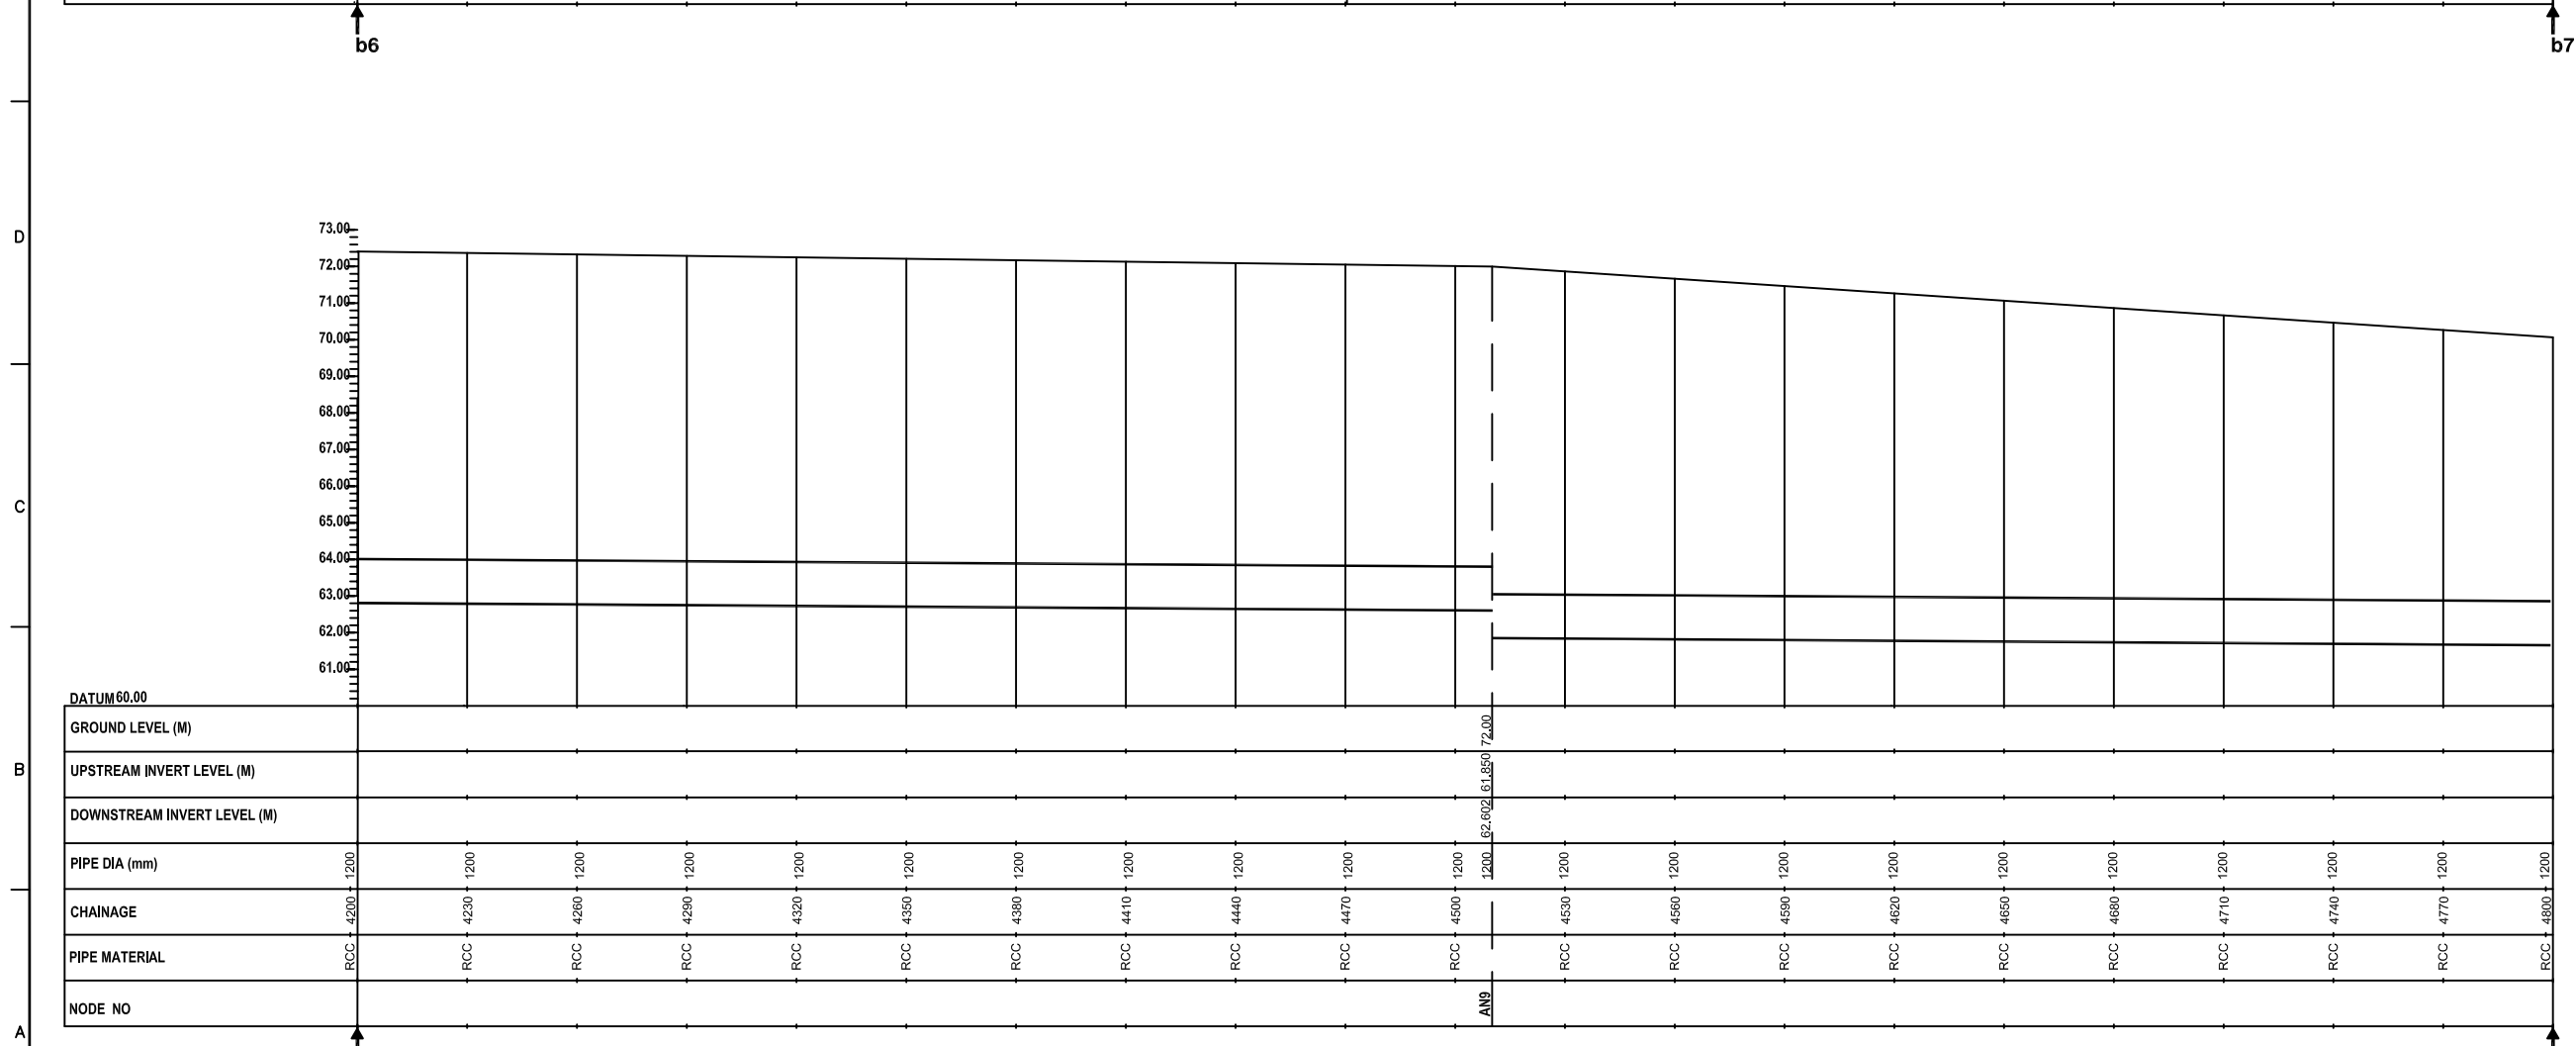 b6
b7
D
C
B
A
73.00
72.00
71.00
70.00
69.00
68.00
67.00
66.00
65.00
64.00
63.00
62.00
61.00
DATUM 60.00
GROUND LEVEL (M) 72.00
UPSTREAM INVERT LEVEL (M) 61.850
DOWNSTREAM INVERT LEVEL (M) 62.602
PIPE DIA (mm) 1200 1200 1200 1200 1200 1200 1200 1200 1200 1200 1200 1200 1200 1200 1200 1200 1200 1200 1200 1200 1200 1200
CHAINAGE 4200 4230 4260 4290 4320 4350 4380 4410 4440 4470 4500 4530 4560 4590 4620 4650 4680 4710 4740 4770 4800
PIPE MATERIAL RCC RCC RCC RCC RCC RCC RCC RCC RCC RCC RCC RCC RCC RCC RCC RCC RCC RCC RCC RCC RCC
NODE NO AN9